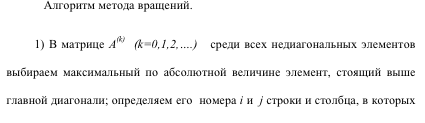 Алгоритм метода вращений.
1) В матрице A⁽ᵏ⁾ (k=0,1,2,….) среди всех недиагональных элементов
выбираем максимальный по абсолютной величине элемент, стоящий выше
главной диагонали; определяем его номера i и j строки и столбца, в которых